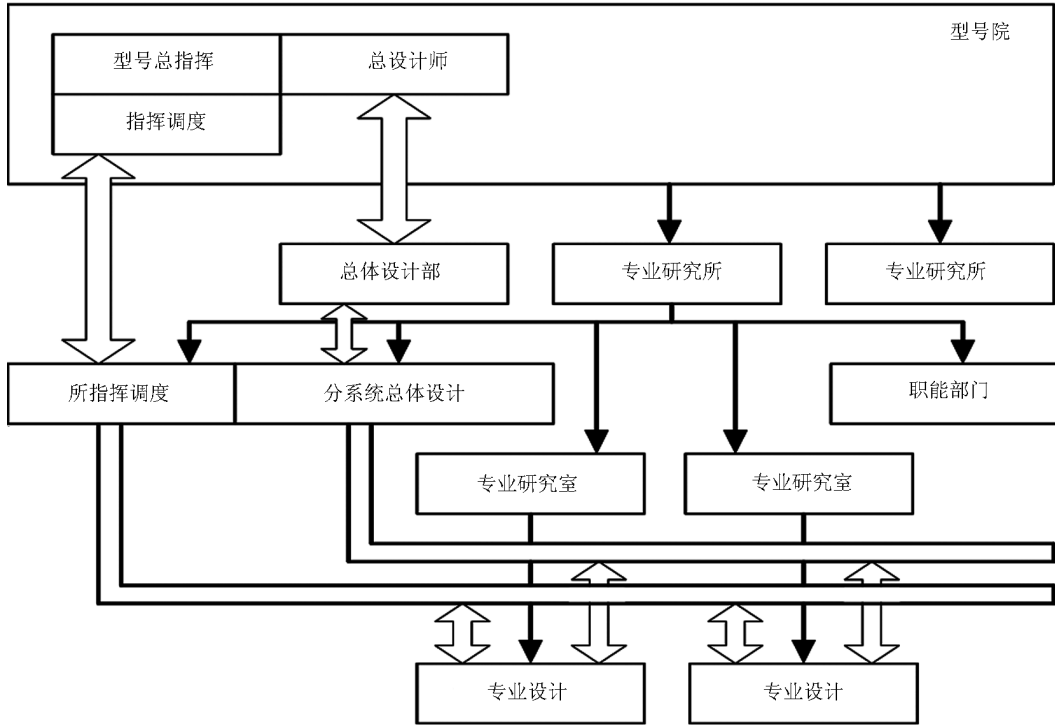 型号院
型号总指挥
总设计师
指挥调度
总体设计部
专业研究所
专业研究所
所指挥调度
分系统总体设计
职能部门
专业研究室
专业研究室
专业设计
专业设计